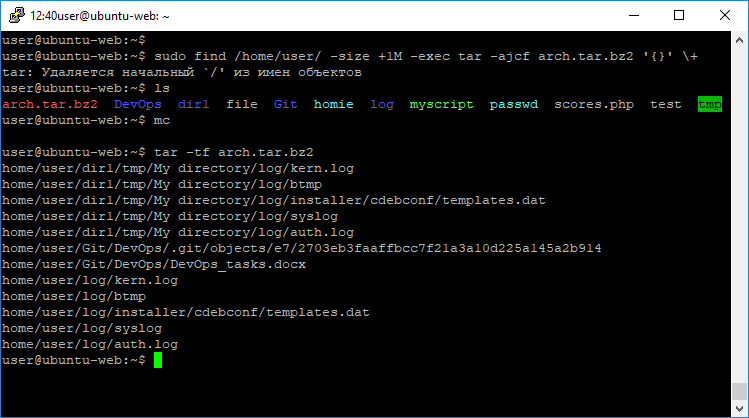 12:40user@ubuntu-web: ~
user@ubuntu-web:~$
user@ubuntu-web:~$ sudo find /home/user/ -size +1M -exec tar -ajcf arch.tar.bz2 '{}' \+
tar: Удаляется начальный `/' из имен объектов
user@ubuntu-web:~$ ls
arch.tar.bz2  DevOps  dir1  file  Git  homie  log  myscript  passwd  scores.php  test  tmp
user@ubuntu-web:~$ mc
user@ubuntu-web:~$ tar -tf arch.tar.bz2
home/user/dir1/tmp/My directory/log/kern.log
home/user/dir1/tmp/My directory/log/btmp
home/user/dir1/tmp/My directory/log/installer/cdebconf/templates.dat
home/user/dir1/tmp/My directory/log/syslog
home/user/dir1/tmp/My directory/log/auth.log
home/user/Git/DevOps/.git/objects/e7/2703eb3faaffbcc7f21a3a10d225a145a2b914
home/user/Git/DevOps/DevOps_tasks.docx
home/user/log/kern.log
home/user/log/btmp
home/user/log/installer/cdebconf/templates.dat
home/user/log/syslog
home/user/log/auth.log
user@ubuntu-web:~$